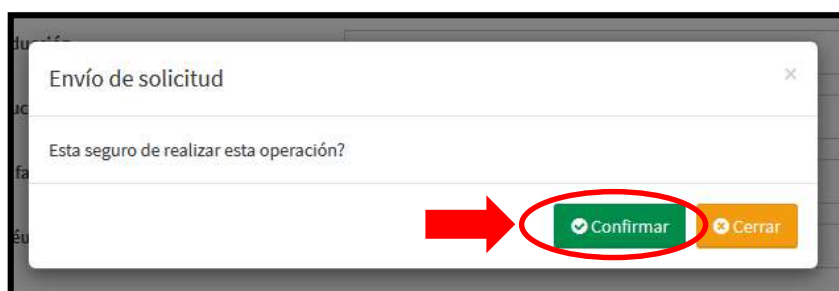 Envío de solicitud
Esta seguro de realizar esta operación?
Confirmar
Cerrar